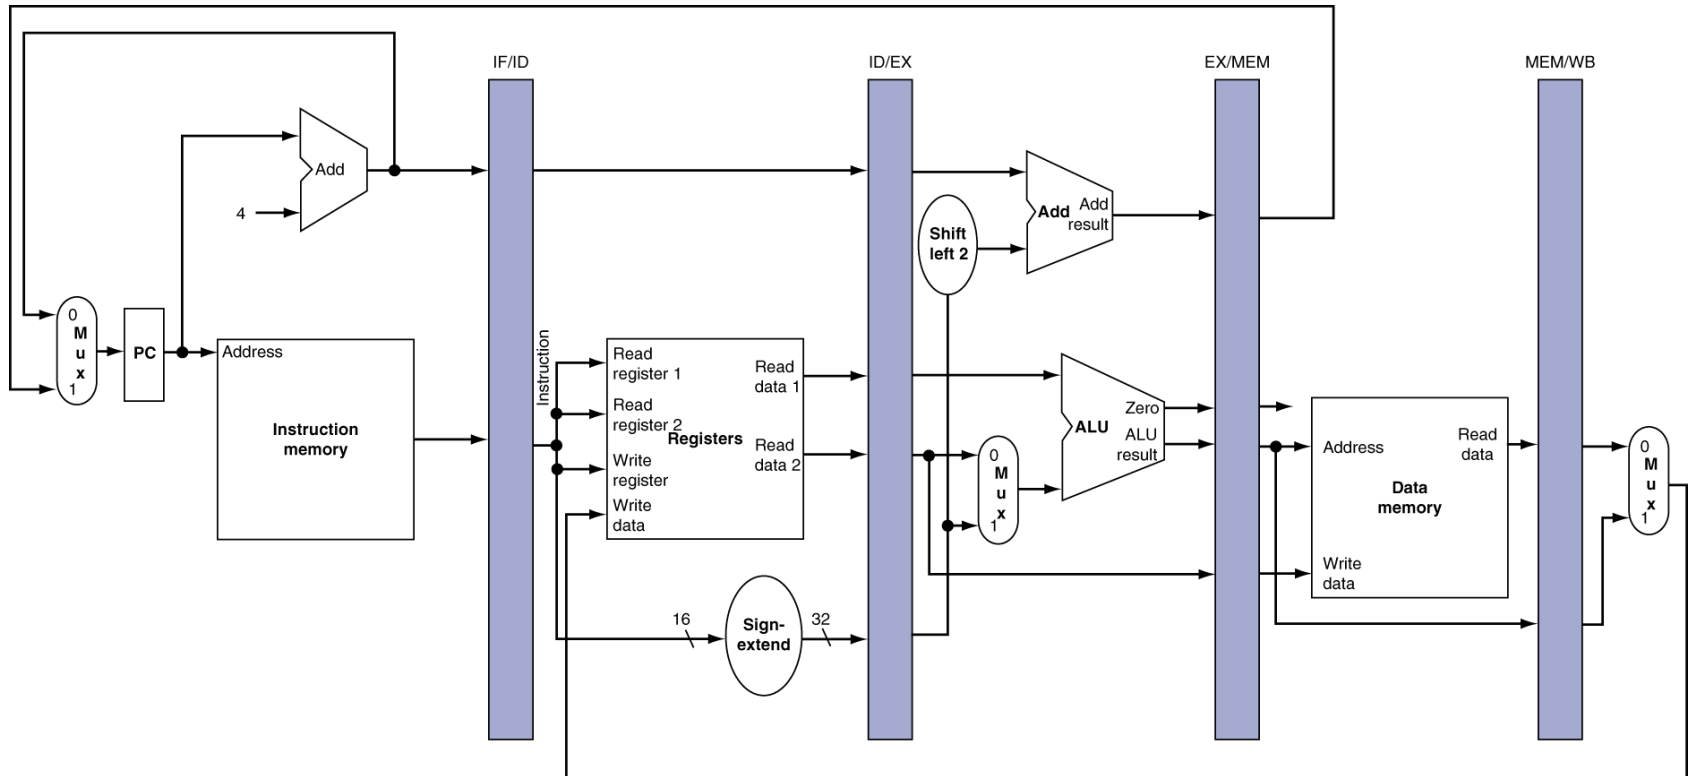 IF/ID
ID/EX
EX/MEM
MEM/WB
Add
4
Add
Add
result
Shift
left 2
0
M
u
x
1
PC
Address
Instruction
memory
Instruction
Read
register 1
Read
register 2
Write
register
Write
data
Registers
Read
data 1
Read
data 2
16
Sign-
extend
32
0
M
u
x
1
Zero
ALU
ALU
result
Address
Read
data
Data
memory
Write
data
0
M
u
x
1